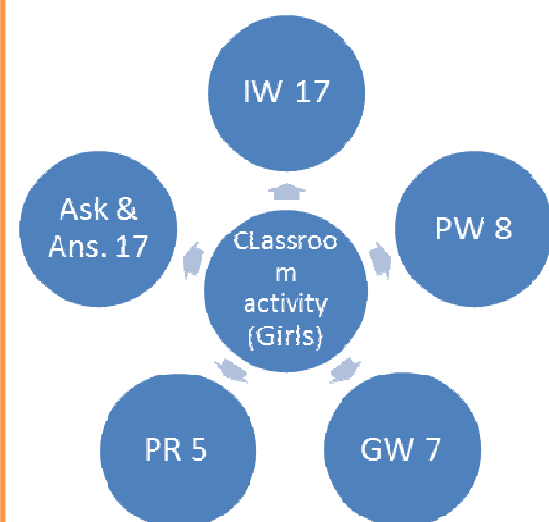 IW 17
Ask &
Ans. 17
PW 8
CLassroo
m
activity
(Girls)
PR 5
GW 7